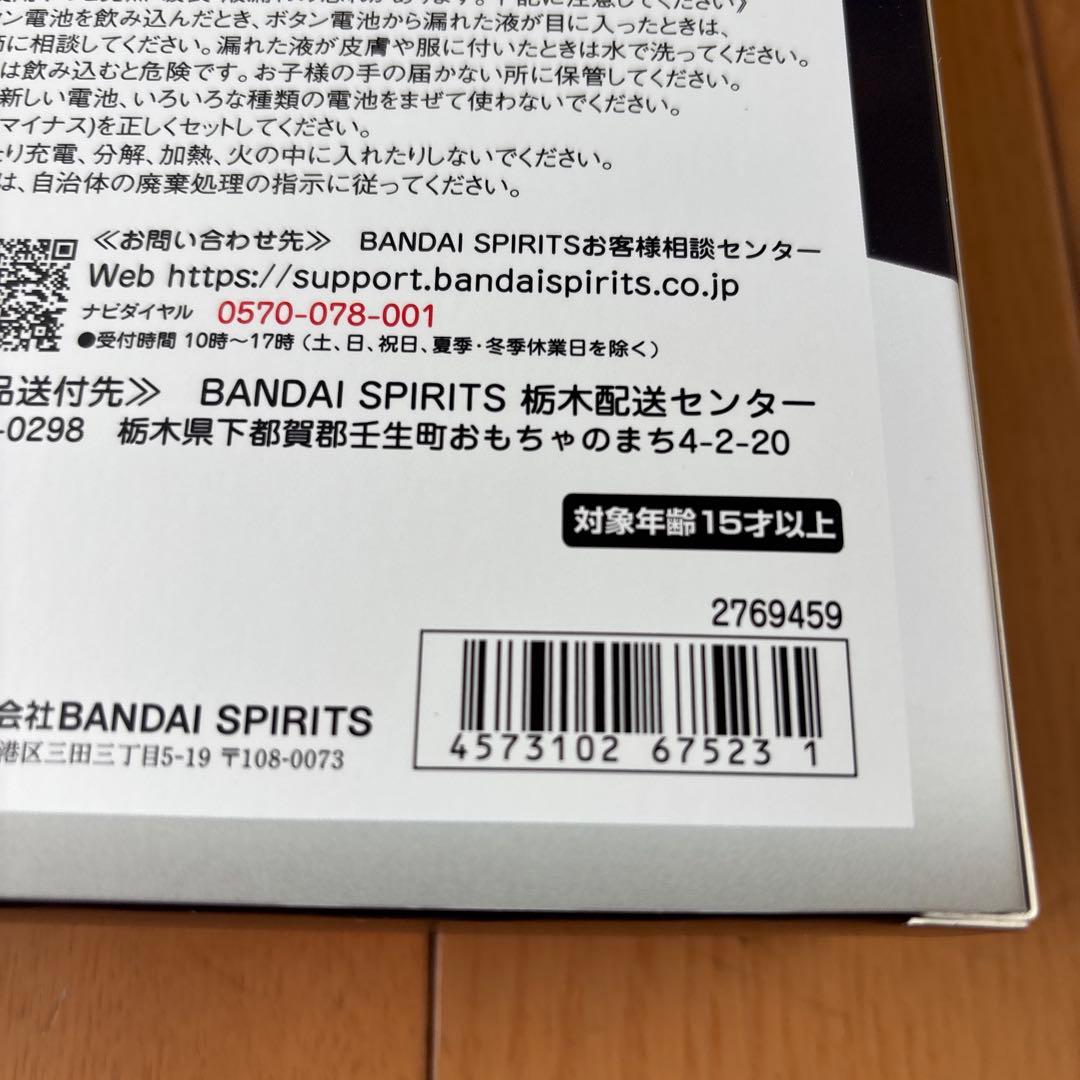 ン電池を飲み込んだとき、ボタン電池から漏れた液が目に入ったときは、
に相談してください。漏れた液が皮膚や服に付いたときは水で洗ってください。
は飲み込むと危険です。お子様の手の届かない所に保管してください。
新しい電池、いろいろな種類の電池をまぜて使わないでください。
マイナス)を正しくセットしてください。
たり充電、分解、加熱、火の中に入れたりしないでください。
は、自治体の廃棄処理の指示に従ってください。
≪お問い合わせ先≫ BANDAI SPIRITSお客様相談センター
Web https://support.bandaispirits.co.jp
ナビダイヤル 0570-078-001
●受付時間 10時〜17時 (土、日、祝日、夏季・冬季休業日を除く)
品送付先≫ BANDAI SPIRITS 栃木配送センター
-0298 栃木県下都賀郡壬生町おもちゃのまち4-2-20
対象年齢15才以上
2769459
4573102 67523 1
会社BANDAI SPIRITS
港区三田三丁目5-19 〒108-0073